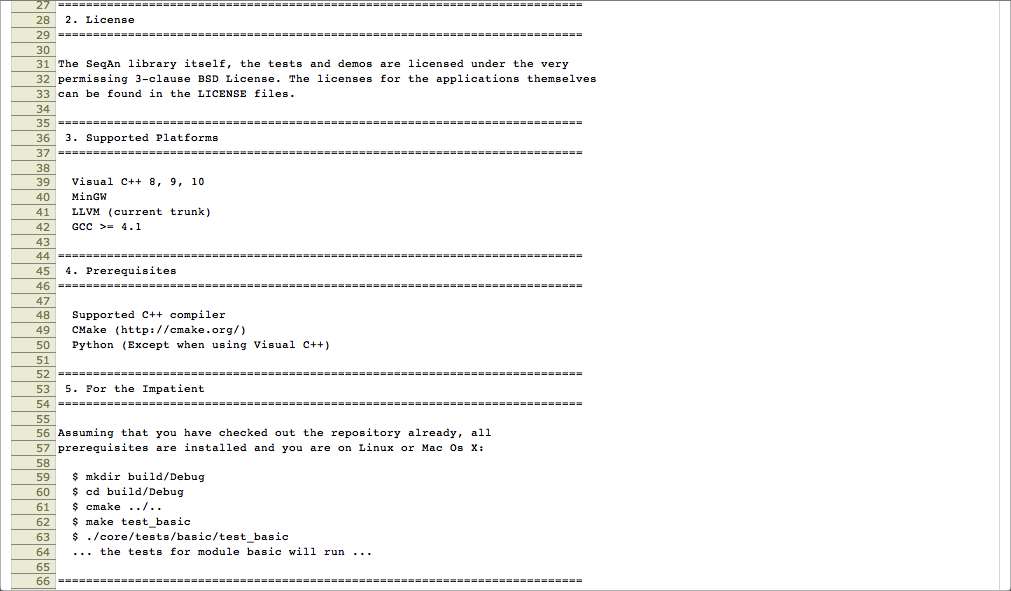 27 ===========================================================================
28 2. License
29 ===========================================================================
30
31 The SeqAn library itself, the tests and demos are licensed under the very
32 permissing 3-clause BSD License. The licenses for the applications themselves
33 can be found in the LICENSE files.
34
35 ===========================================================================
36 3. Supported Platforms
37 ===========================================================================
38
39 Visual C++ 8, 9, 10
40 MinGW
41 LLVM (current trunk)
42 GCC >= 4.1
43
44 ===========================================================================
45 4. Prerequisites
46 ===========================================================================
47
48 Supported C++ compiler
49 CMake (http://cmake.org/)
50 Python (Except when using Visual C++)
51
52 ===========================================================================
53 5. For the Impatient
54 ===========================================================================
55
56 Assuming that you have checked out the repository already, all
57 prerequisites are installed and you are on Linux or Mac Os X:
58
59 $ mkdir build/Debug
60 $ cd build/Debug
61 $ cmake ../..
62 $ make test_basic
63 $ ./core/tests/basic/test_basic
64 ... the tests for module basic will run ...
65
66 ===========================================================================